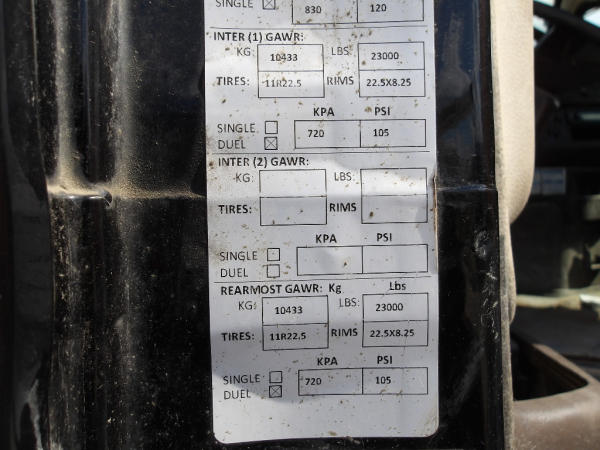 SINGLE 830 120
INTER (1) GAWR:
KG: 10433 LBS: 23000
TIRES: 11R22.5 RIMS 22.5X8.25
KPA PSI
SINGLE
DUEL 720 105
INTER (2) GAWR:
KG: LBS:
TIRES: RIMS
KPA PSI
SINGLE
DUEL
REARMOST GAWR: Kg Lbs
KG: 10433 LBS: 23000
TIRES: 11R22.5 RIMS 22.5X8.25
KPA PSI
SINGLE 720 105
DUEL